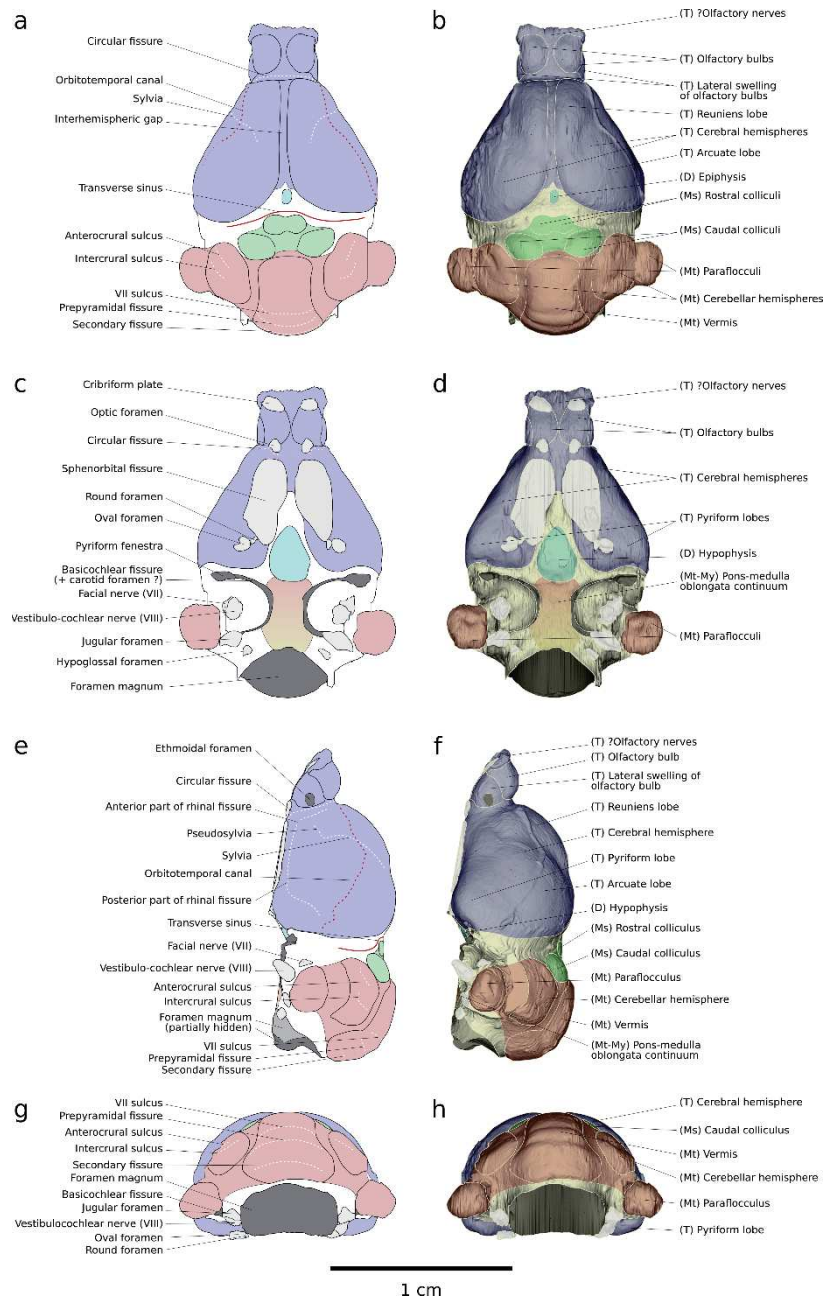 a
Circular fissure
Orbitotemporal canal
Sylvia
Interhemispheric gap
Transverse sinus
Anterocrural sulcus
Intercrural sulcus
VII sulcus
Prepyramidal fissure
Secondary fissure
b
(T) ?Olfactory nerves
(T) Olfactory bulbs
(T) Lateral swelling
of olfactory bulbs
(T) Reuniens lobe
(T) Cerebral hemispheres
(T) Arcuate lobe
(D) Epiphysis
(Ms) Rostral colliculi
(Ms) Caudal colliculi
(Mt) Paraflocculi
(Mt) Cerebellar hemispheres
(Mt) Vermis
c
Cribriform plate
Optic foramen
Circular fissure
Sphenorbital fissure
Round foramen
Oval foramen
Pyriform fenestra
Basicochlear fissure
(+ carotid foramen ?)
Facial nerve (VII)
Vestibulo-cochlear nerve (VIII)
Jugular foramen
Hypoglossal foramen
Foramen magnum
d
(T) ?Olfactory nerves
(T) Olfactory bulbs
(T) Cerebral hemispheres
(T) Pyriform lobes
(D) Hypophysis
(Mt-My) Pons-medulla
oblongata continuum
(Mt) Paraflocculi
e
Ethmoidal foramen
Circular fissure
Anterior part of rhinal fissure
Pseudosylvia
Sylvia
Orbitotemporal canal
Posterior part of rhinal fissure
Transverse sinus
Facial nerve (VII)
Vestibulo-cochlear nerve (VIII)
Anterocrural sulcus
Intercrural sulcus
Foramen magnum
(partially hidden)
VII sulcus
Prepyramidal fissure
Secondary fissure
f
(T) ?Olfactory nerves
(T) Olfactory bulb
(T) Lateral swelling of
olfactory bulb
(T) Reuniens lobe
(T) Cerebral hemisphere
(T) Pyriform lobe
(T) Arcuate lobe
(D) Hypophysis
(Ms) Rostral colliculus
(Ms) Caudal colliculus
(Mt) Paraflocculus
(Mt) Cerebellar hemisphere
(Mt) Vermis
(Mt-My) Pons-medulla
oblongata continuum
g
VII sulcus
Prepyramidal fissure
Anterocrural sulcus
Intercrural sulcus
Secondary fissure
Foramen magnum
Basicochlear fissure
Jugular foramen
Vestibulocochlear nerve (VIII)
Oval foramen
Round foramen
h
(T) Cerebral hemisphere
(Ms) Caudal colliculus
(Mt) Vermis
(Mt) Cerebellar hemisphere
(Mt) Paraflocculus
(T) Pyriform lobe
1 cm